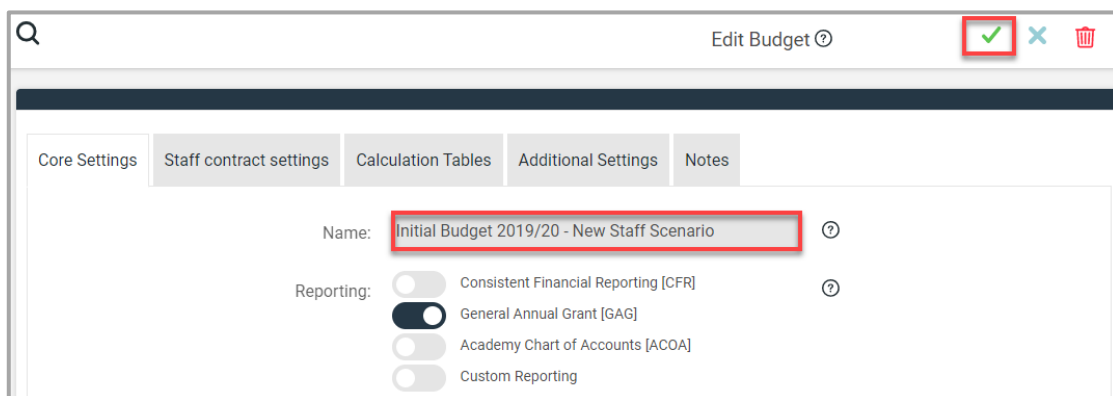 Edit Budget
Core Settings Staff contract settings Calculation Tables Additional Settings Notes
Name: Initial Budget 2019/20 - New Staff Scenario
Reporting: Consistent Financial Reporting [CFR]
General Annual Grant [GAG]
Academy Chart of Accounts [ACOA]
Custom Reporting